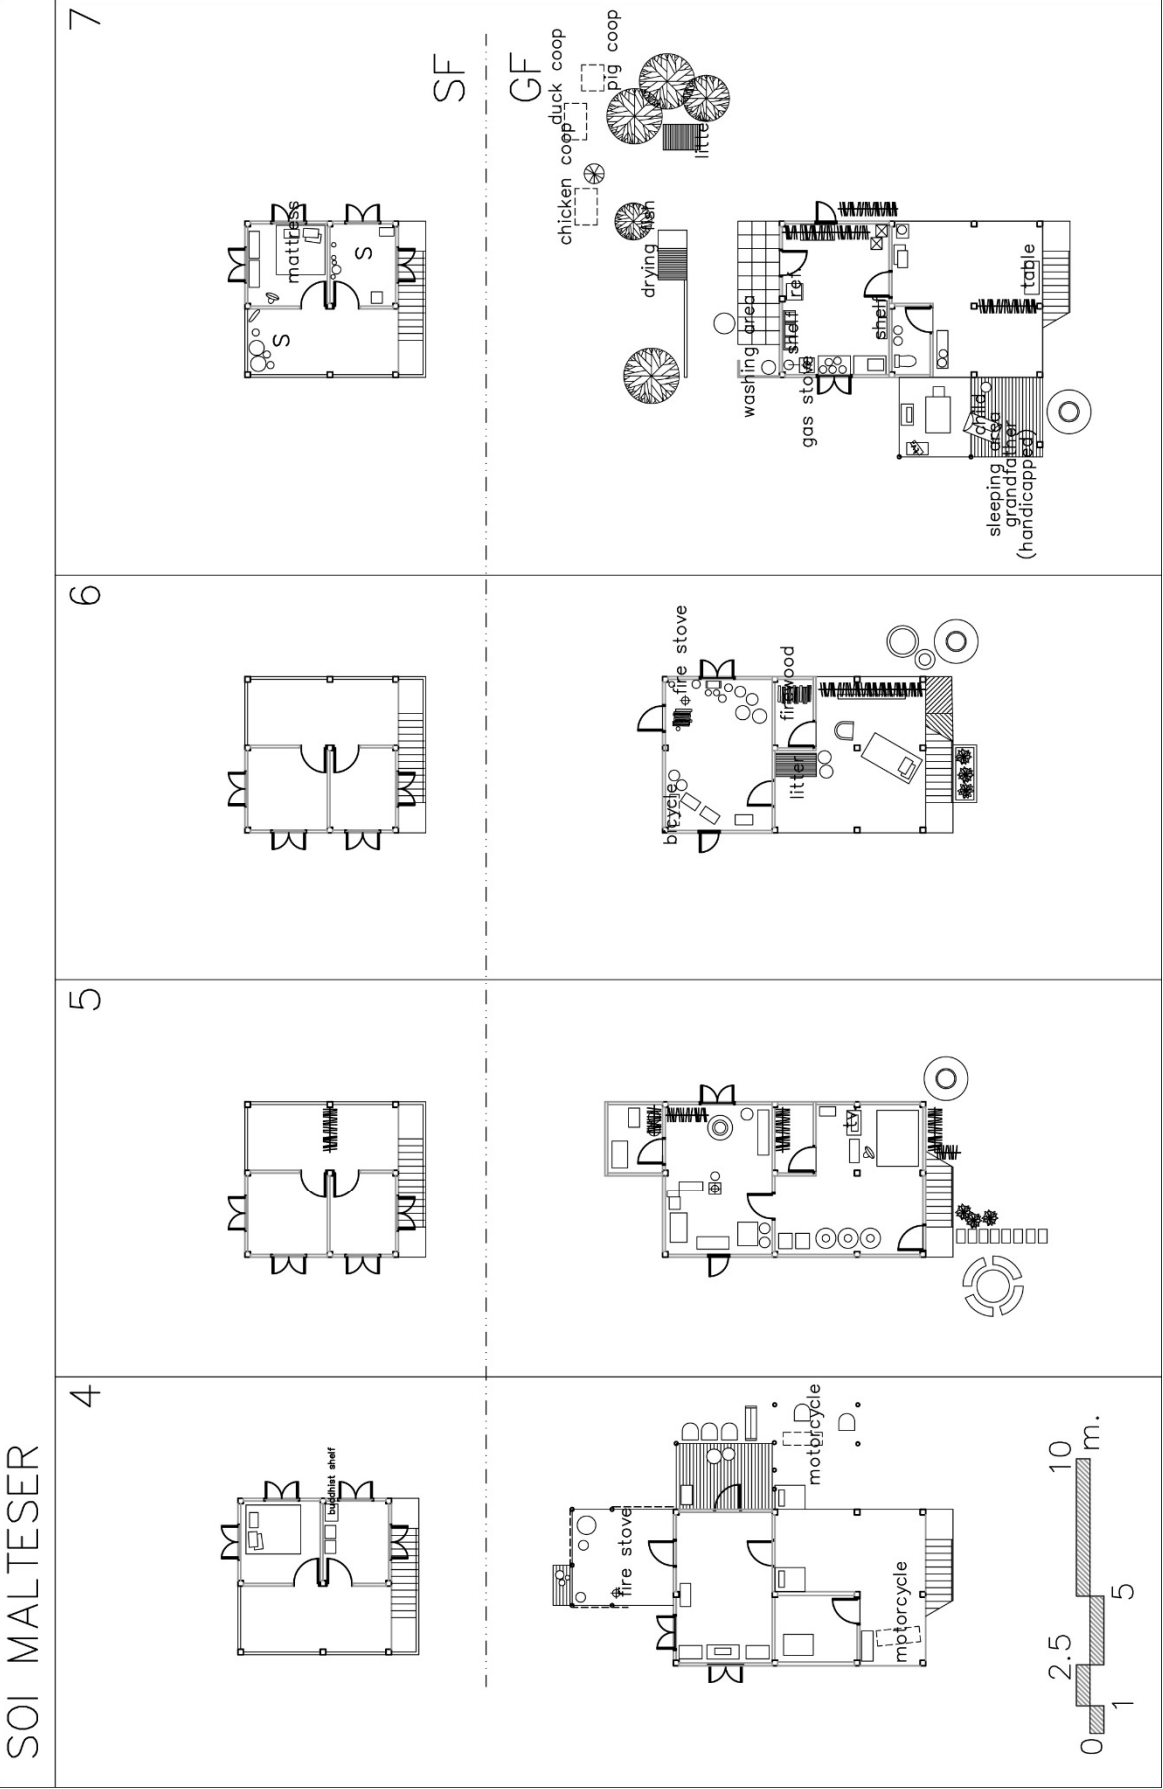 SOI MALTESER
4
5
6
7
SF
GF
buddhist shelf
fire stove
motorcycle
motorcycle
tv
fire stove
firewood
litter
bicycle
mattress
S
S
pig coop
duck coop
chicken coop
litter
drying fish
washing area
shelf
ref.
gas stove
shelf
table
child
sleeping area
grandfather
(handicapped)
0
1
2.5
5
10
m.